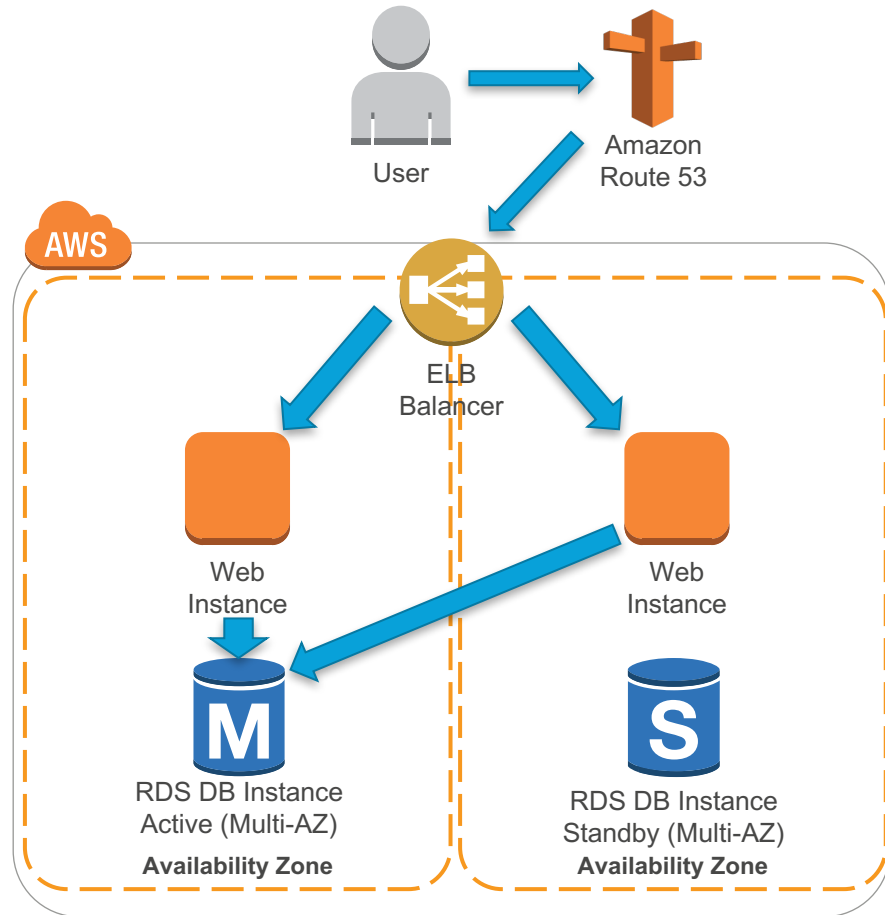 User
Amazon
Route 53
AWS
ELB
Balancer
Web
Instance
Web
Instance
M
RDS DB Instance
Active (Multi-AZ)
Availability Zone
S
RDS DB Instance
Standby (Multi-AZ)
Availability Zone